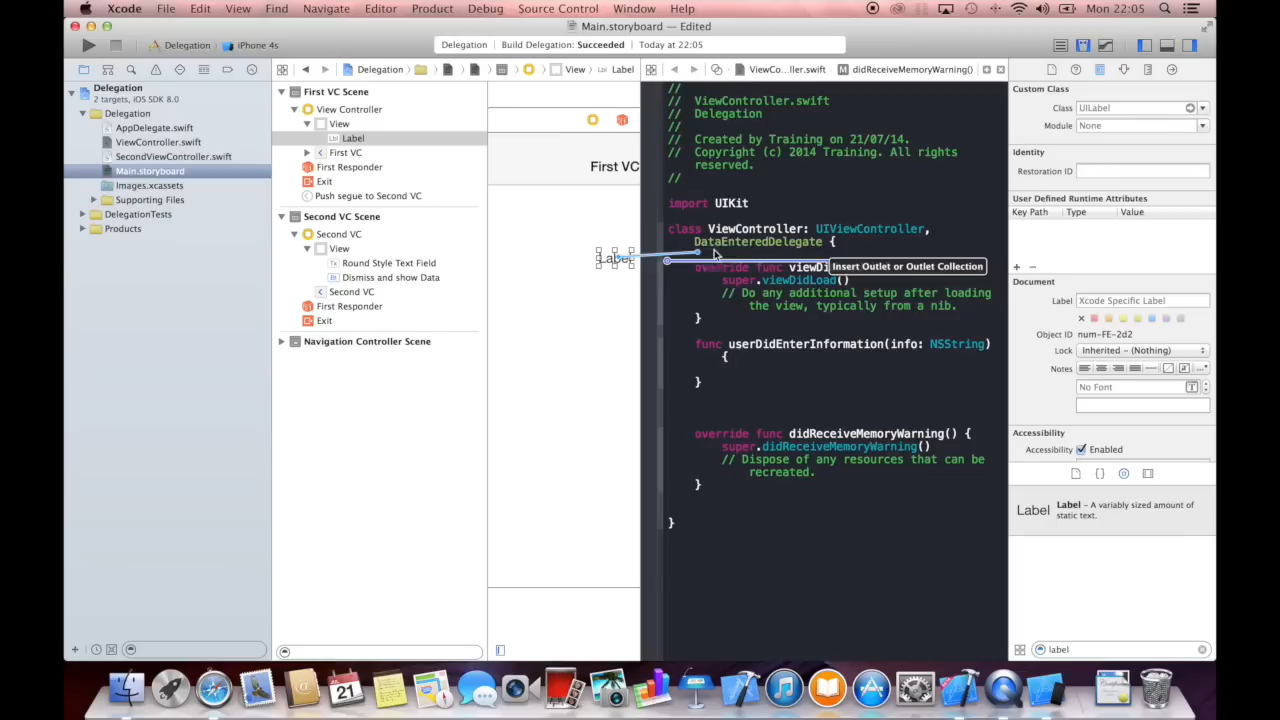 Xcode File Edit View Find Navigate Editor Product Debug Source Control Window Help Mon 22:05
Main.storyboard — Edited
Delegation iPhone 4s
Delegation Build Delegation: Succeeded Today at 22:05
Delegation View Label
ViewCo...ller.swift didReceiveMemoryWarning()
Delegation
2 targets, iOS SDK 8.0
Delegation
AppDelegate.swift
ViewController.swift
SecondViewController.swift
Main.storyboard
Images.xcassets
Supporting Files
DelegationTests
Products
First VC Scene
View Controller
View
Label
First VC
First Responder
Exit
Push segue to Second VC
Second VC Scene
Second VC
View
Round Style Text Field
Dismiss and show Data
Second VC
First Responder
Exit
Navigation Controller Scene
First VC
Label
//
// ViewController.swift
// Delegation
//
// Created by Training on 21/07/14.
// Copyright (c) 2014 Training. All rights
reserved.
//
import UIKit
class ViewController: UIViewController,
DataEnteredDelegate {
override func viewDi
Insert Outlet or Outlet Collection
super.viewDidLoad()
// Do any additional setup after loading
the view, typically from a nib.
}
func userDidEnterInformation(info: NSString)
{
}
override func didReceiveMemoryWarning() {
super.didReceiveMemoryWarning()
// Dispose of any resources that can be
recreated.
}
}
Custom Class
Class UILabel
Module None
Identity
Restoration ID
User Defined Runtime Attributes
Key Path Type Value
Document
Label Xcode Specific Label
Object ID num-FE-2d2
Lock Inherited - (Nothing)
Notes
No Font
Accessibility
Accessibility Enabled
Label Label - A variably sized amount of
static text.
label
21